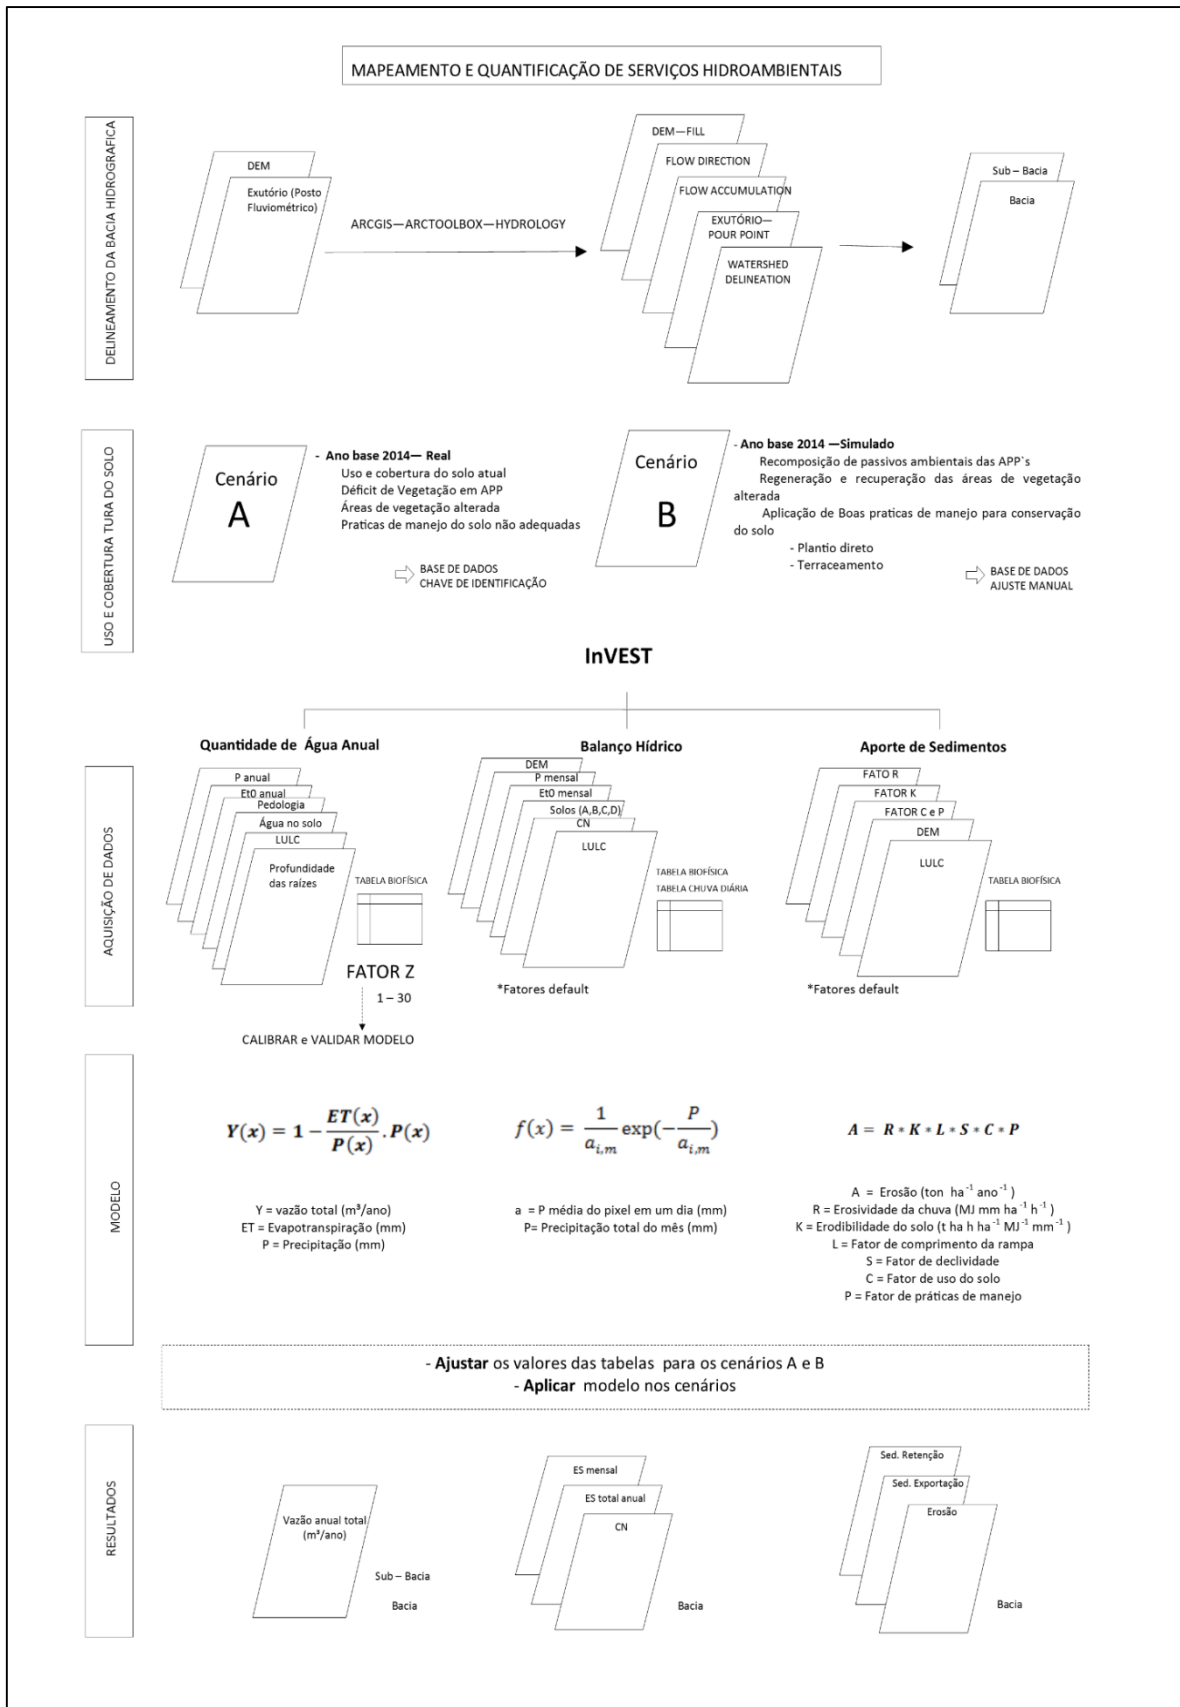 MAPEAMENTO E QUANTIFICAÇÃO DE SERVIÇOS HIDROAMBIENTAIS
DELINEAMENTO DA BACIA HIDROGRAFICA
DEM
Exutório (Posto
Fluviométrico)
ARCGIS—ARCTOOLBOX—HYDROLOGY
DEM—FILL
FLOW DIRECTION
FLOW ACCUMULATION
EXUTÓRIO—
POUR POINT
WATERSHED
DELINEATION
Sub – Bacia
Bacia
USO E COBERTURA TURA DO SOLO
Cenário
A
- Ano base 2014— Real
Uso e cobertura do solo atual
Déficit de Vegetação em APP
Áreas de vegetação alterada
Praticas de manejo do solo não adequadas
BASE DE DADOS
CHAVE DE IDENTIFICAÇÃO
Cenário
B
- Ano base 2014 —Simulado
Recomposição de passivos ambientais das APP`s
Regeneração e recuperação das áreas de vegetação
alterada
Aplicação de Boas praticas de manejo para conservação
do solo
- Plantio direto
- Terraceamento
BASE DE DADOS
AJUSTE MANUAL
InVEST
AQUISIÇÃO DE DADOS
Quantidade de Água Anual
P anual
Et0 anual
Pedologia
Água no solo
LULC
Profundidade
das raízes
TABELA BIOFÍSICA
FATOR Z
1 – 30
CALIBRAR e VALIDAR MODELO
Balanço Hídrico
DEM
P mensal
Et0 mensal
Solos (A,B,C,D)
CN
LULC
TABELA BIOFÍSICA
TABELA CHUVA DIÁRIA
*Fatores default
Aporte de Sedimentos
FATO R
FATOR K
FATOR C e P
DEM
LULC
TABELA BIOFÍSICA
*Fatores default
MODELO
Y(x) = 1 − ET(x)/P(x) . P(x)
Y = vazão total (m³/ano)
ET = Evapotranspiração (mm)
P = Precipitação (mm)
f(x) = 1/a_{i,m} exp(− P/a_{i,m})
a = P média do pixel em um dia (mm)
P= Precipitação total do mês (mm)
A = R * K * L * S * C * P
A = Erosão (ton ha⁻¹ ano⁻¹ )
R = Erosividade da chuva (MJ mm ha⁻¹ h⁻¹ )
K = Erodibilidade do solo (t ha h ha⁻¹ MJ⁻¹ mm⁻¹ )
L = Fator de comprimento da rampa
S = Fator de declividade
C = Fator de uso do solo
P = Fator de práticas de manejo
- Ajustar os valores das tabelas para os cenários A e B
- Aplicar modelo nos cenários
RESULTADOS
Vazão anual total
(m³/ano)
Sub – Bacia
Bacia
ES mensal
ES total anual
CN
Bacia
Sed. Retenção
Sed. Exportação
Erosão
Bacia